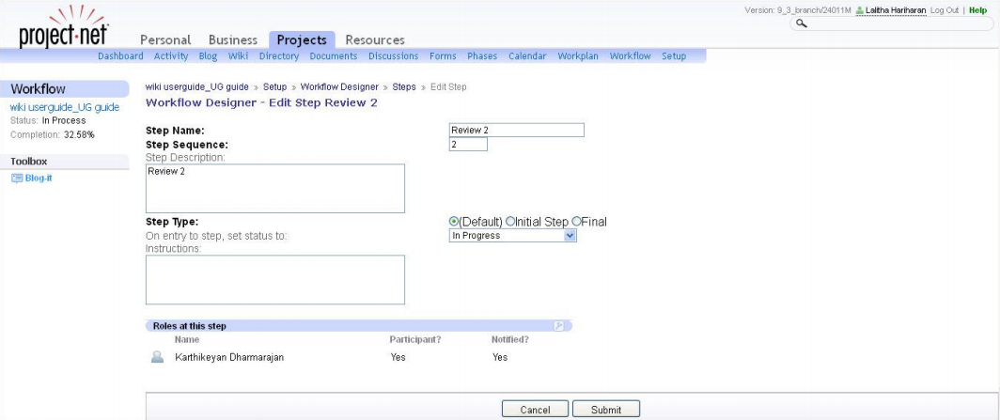 Version: 9_3_branch/24011M Lalitha Hariharan Log Out | Help
project·net
Personal Business Projects Resources
Dashboard Activity Blog Wiki Directory Documents Discussions Forms Phases Calendar Workplan Workflow Setup
Workflow
wiki userguide_UG guide
Status: In Process
Completion: 32.58%
Toolbox
Blog-it
wiki userguide_UG guide » Setup » Workflow Designer » Steps » Edit Step
Workflow Designer - Edit Step Review 2
Step Name: Review 2
Step Sequence: 2
Step Description:
Review 2
Step Type: (Default) Initial Step Final
On entry to step, set status to: In Progress
Instructions:
Roles at this step
Name Participant? Notified?
Karthikeyan Dharmarajan Yes Yes
Cancel Submit